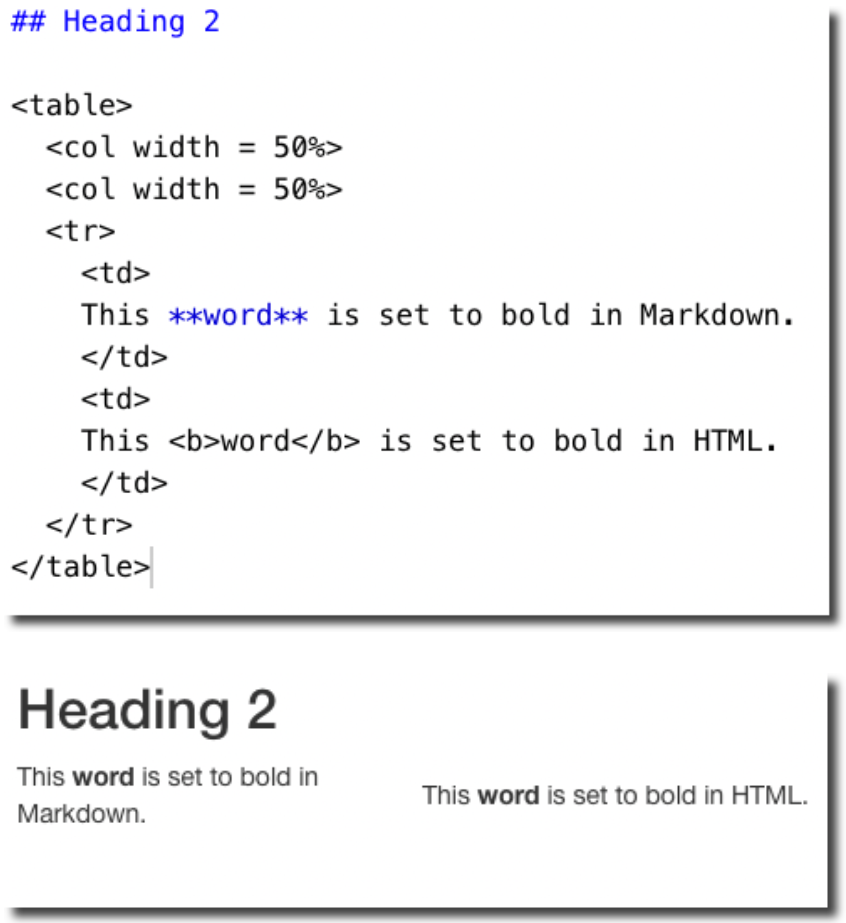 ## Heading 2
<table>
<col width = 50%>
<col width = 50%>
<tr>
<td>
This **word** is set to bold in Markdown.
</td>
<td>
This <b>word</b> is set to bold in HTML.
</td>
</tr>
</table>
Heading 2
This word is set to bold in
Markdown.
This word is set to bold in HTML.